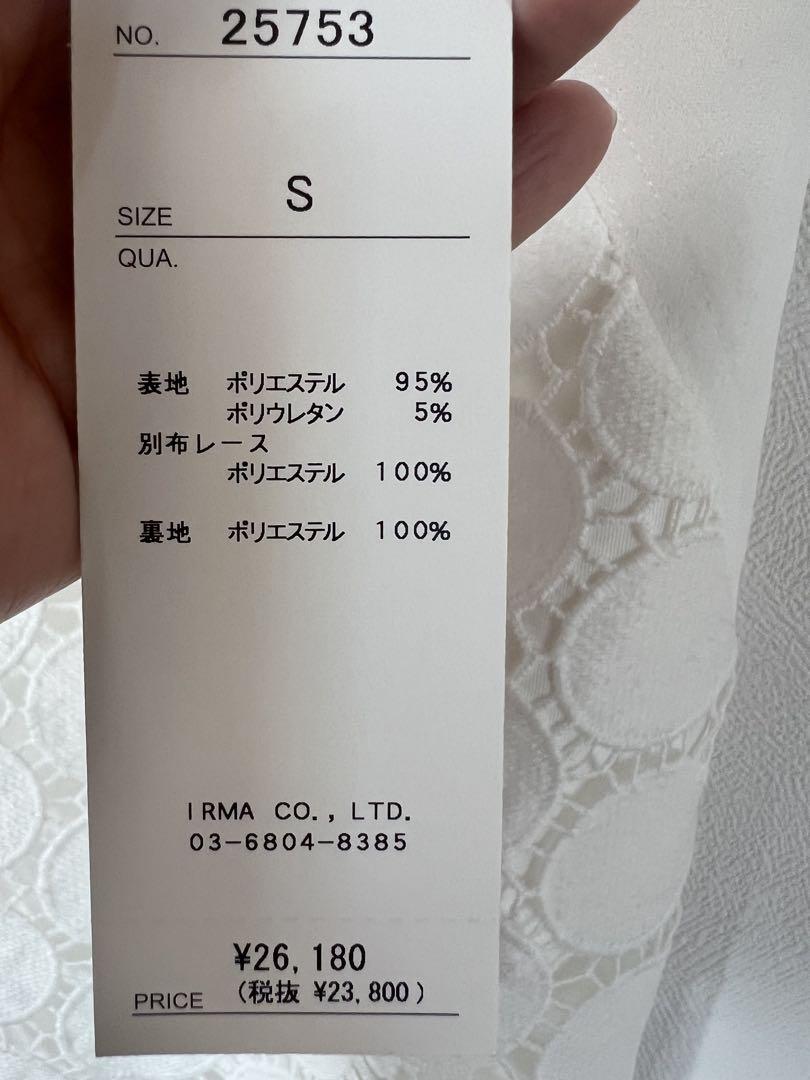 NO. 25753
SIZE S
QUA.
表地 ポリエステル 95%
ポリウレタン 5%
別布レース
ポリエステル 100%
裏地 ポリエステル 100%
IRMA CO., LTD.
03-6804-8385
¥26,180
PRICE (税抜 ¥23,800)